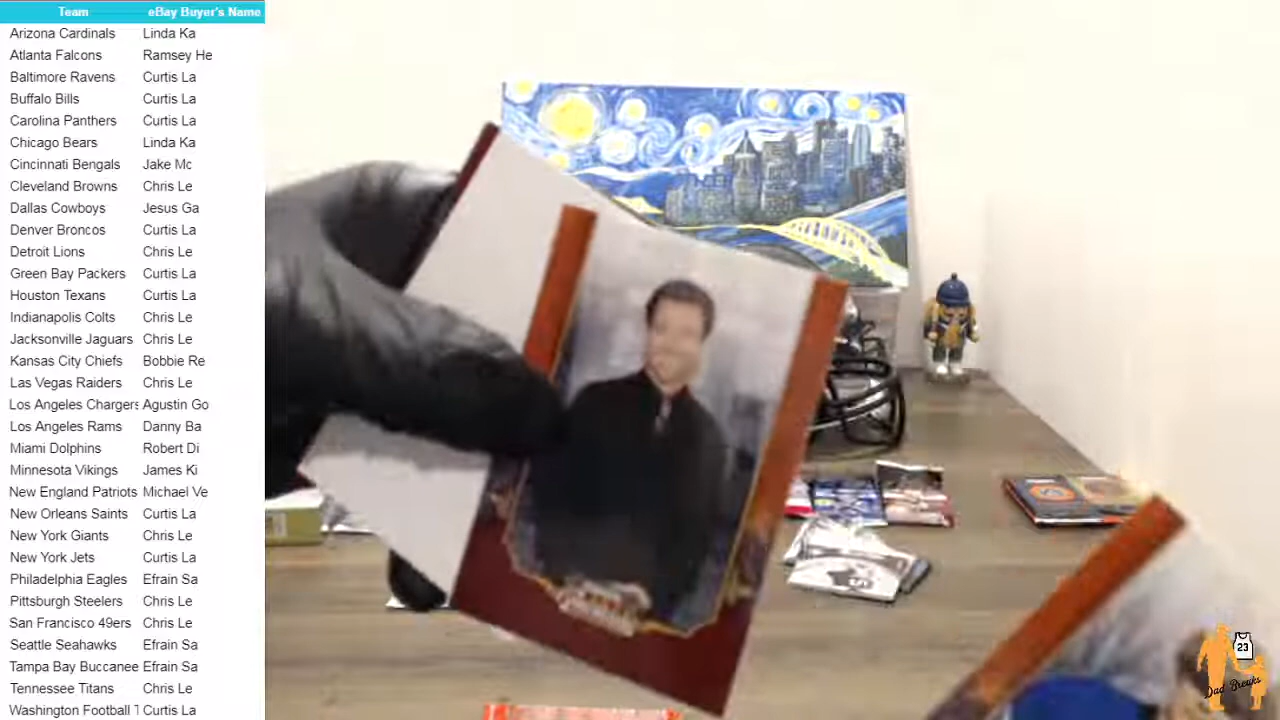 Team eBay Buyer's Name
Arizona Cardinals Linda Ka
Atlanta Falcons Ramsey He
Baltimore Ravens Curtis La
Buffalo Bills Curtis La
Carolina Panthers Curtis La
Chicago Bears Linda Ka
Cincinnati Bengals Jake Mc
Cleveland Browns Chris Le
Dallas Cowboys Jesus Ga
Denver Broncos Curtis La
Detroit Lions Chris Le
Green Bay Packers Curtis La
Houston Texans Curtis La
Indianapolis Colts Chris Le
Jacksonville Jaguars Chris Le
Kansas City Chiefs Bobbie Re
Las Vegas Raiders Chris Le
Los Angeles Chargers Agustin Go
Los Angeles Rams Danny Ba
Miami Dolphins Robert Di
Minnesota Vikings James Ki
New England Patriots Michael Ve
New Orleans Saints Curtis La
New York Giants Chris Le
New York Jets Curtis La
Philadelphia Eagles Efrain Sa
Pittsburgh Steelers Chris Le
San Francisco 49ers Chris Le
Seattle Seahawks Efrain Sa
Tampa Bay Buccanee Efrain Sa
Tennessee Titans Chris Le
Washington Football T Curtis La
23
Dad Breaks